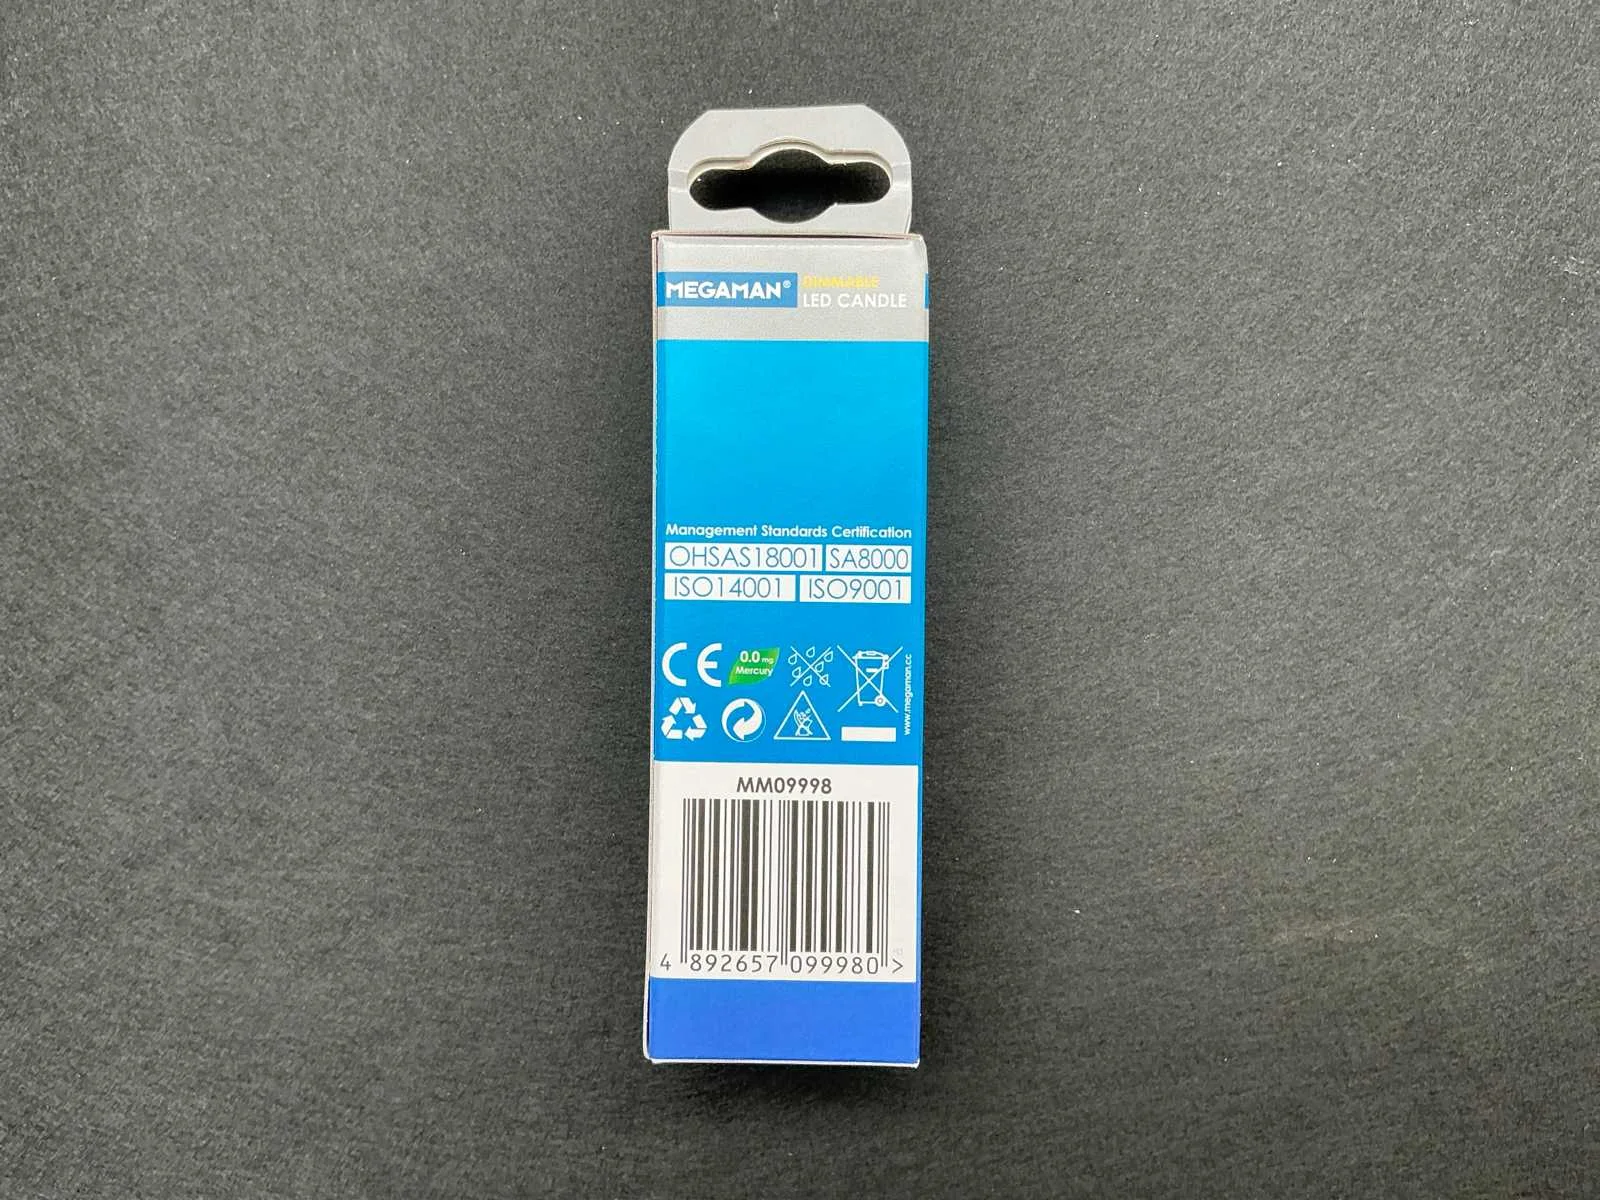 MEGAMAN®
DIMMABLE
LED CANDLE
Management Standards Certification
OHSAS18001 SA8000
ISO14001 ISO9001
CE
0.0 mg
Mercury
www.megaman.cc
MM09998
4 892657 099980 >